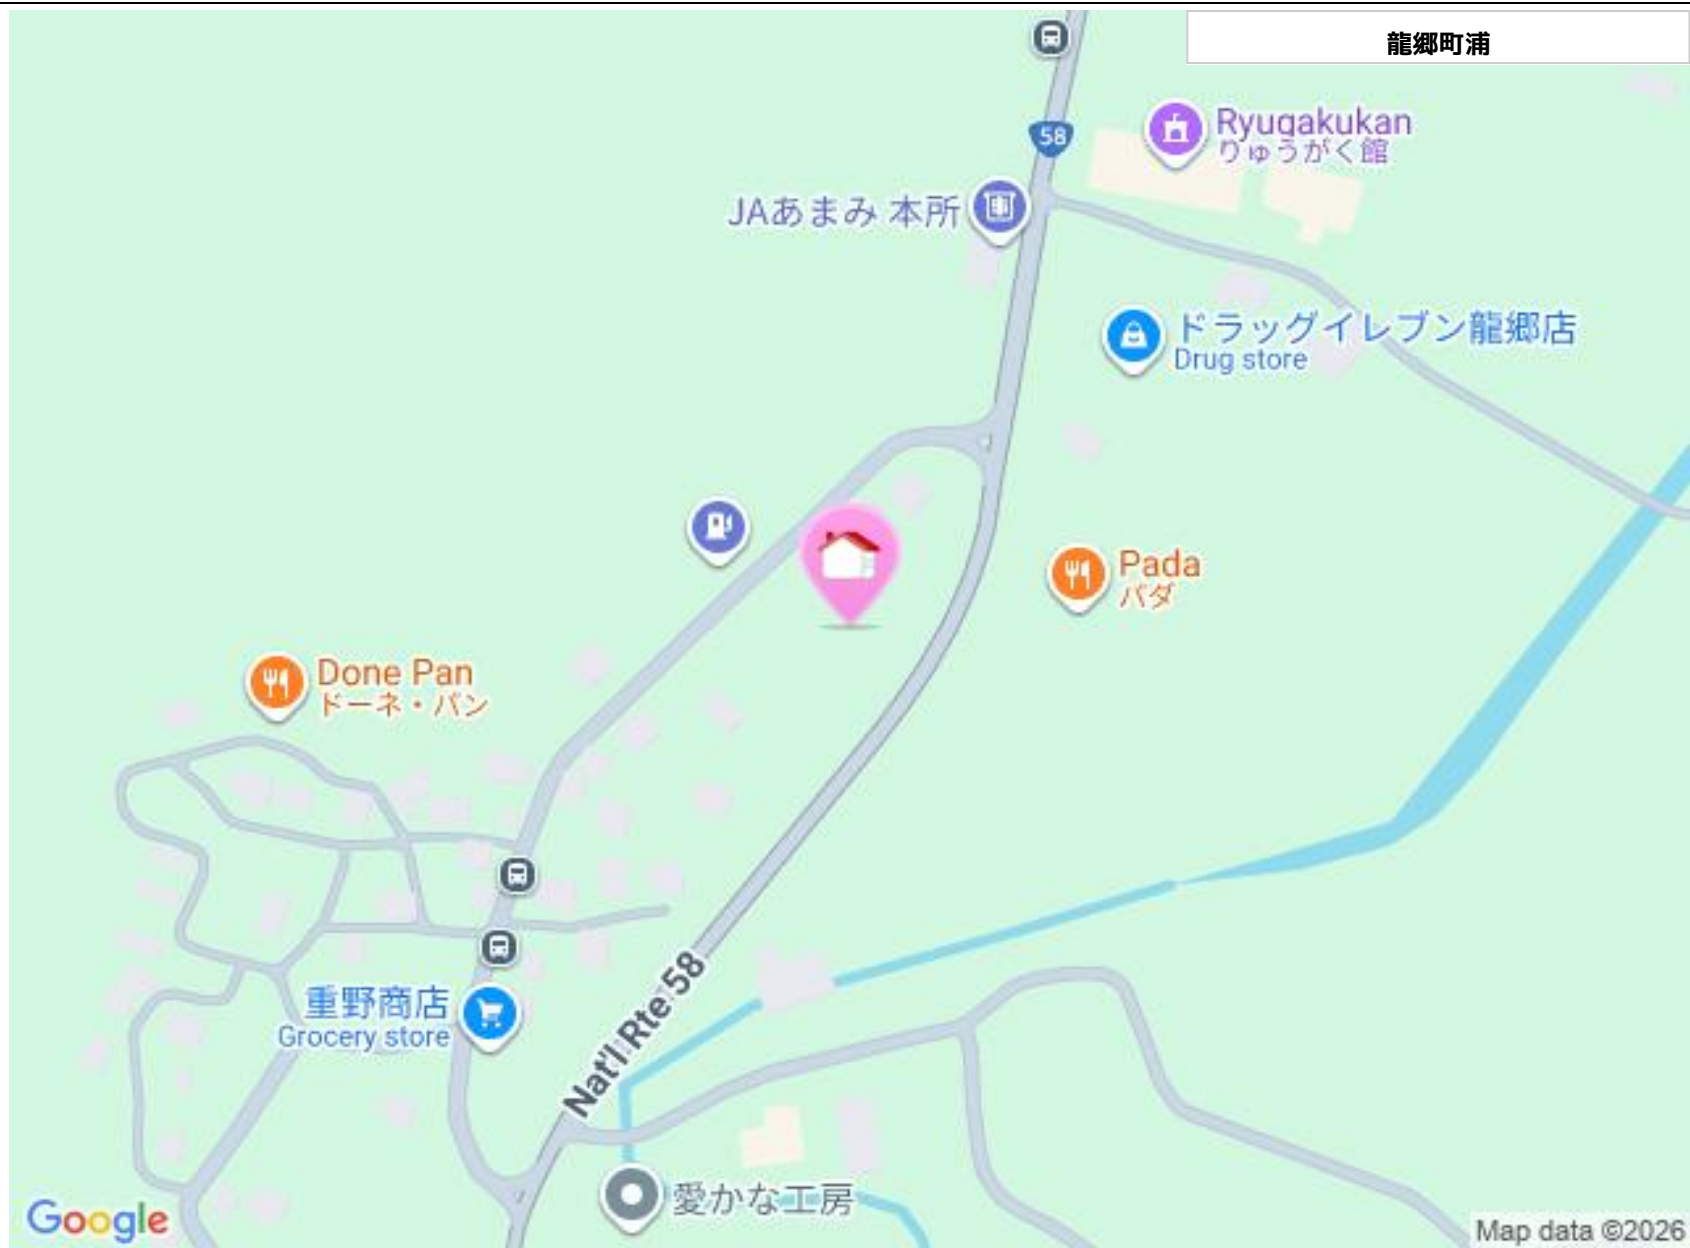 龍郷町浦
58
Ryugakukan
りゅうがく館
JAあまみ 本所
ドラッグイレブン龍郷店
Drug store
Pada
パダ
Done Pan
ドーネ・パン
重野商店
Grocery store
Nat'l Rte 58
愛かな工房
Google
Map data ©2026